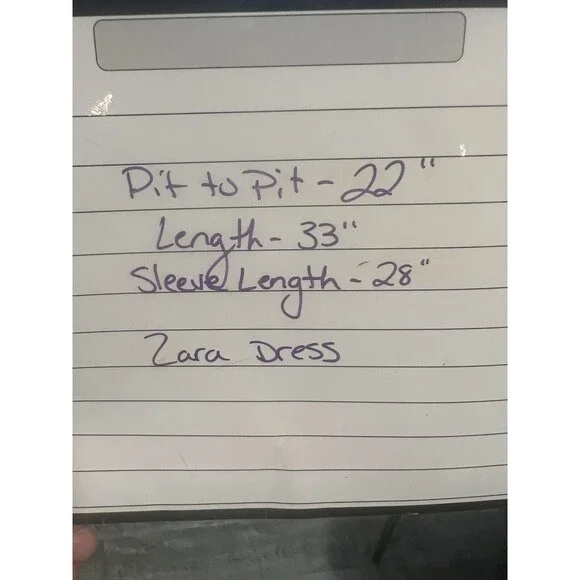 Pit to Pit - 22"
Length - 33"
Sleeve Length - 28"
Zara Dress